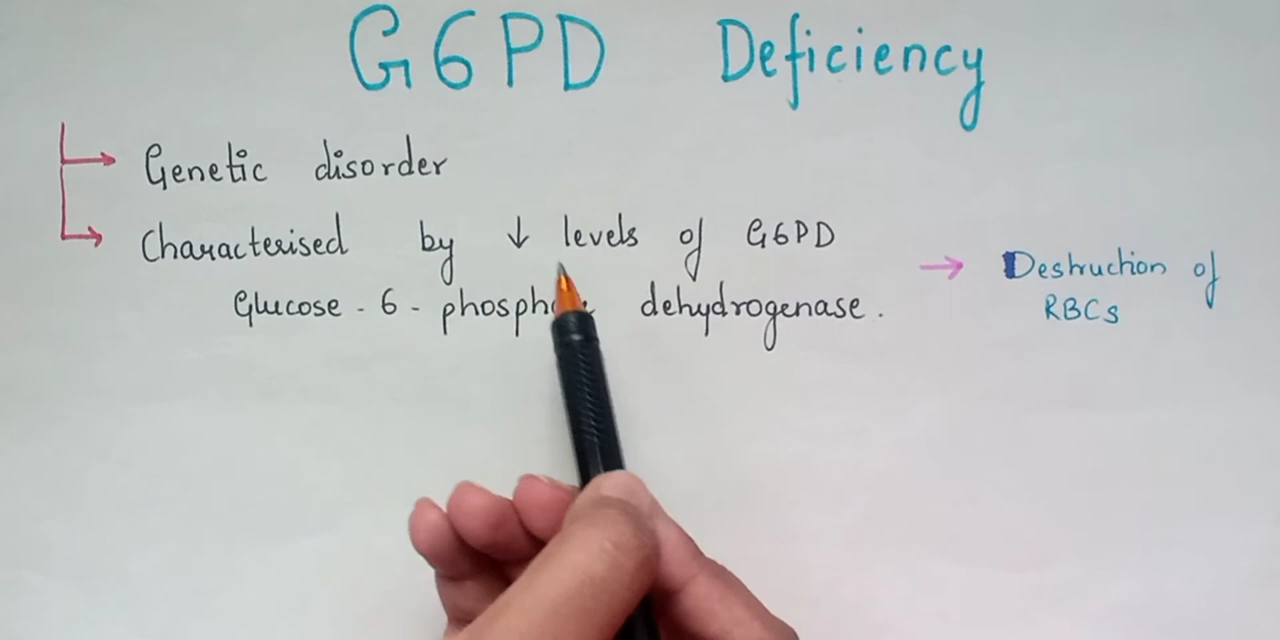 G6PD Deficiency
Genetic disorder
Characterised by ↓ levels of G6PD
Glucose - 6 - dehydrogenase.
→ Destruction of
RBCs